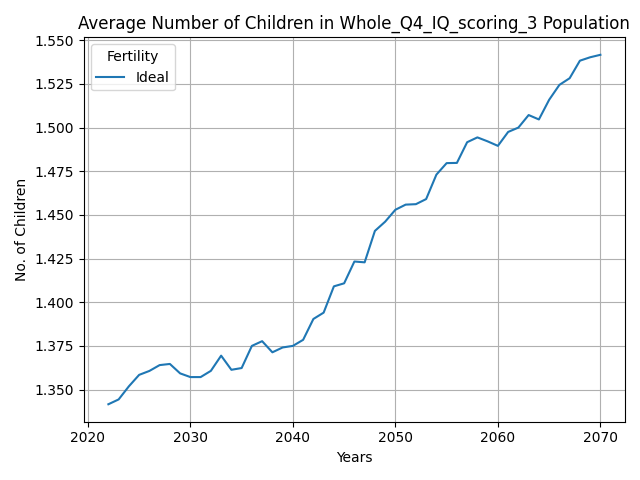 Average Number of Children in Whole_Q4_IQ_scoring_3 Population
Fertility
Ideal
No. of Children
1.550
1.525
1.500
1.475
1.450
1.425
1.400
1.375
1.350
2020 2030 2040 2050 2060 2070
Years